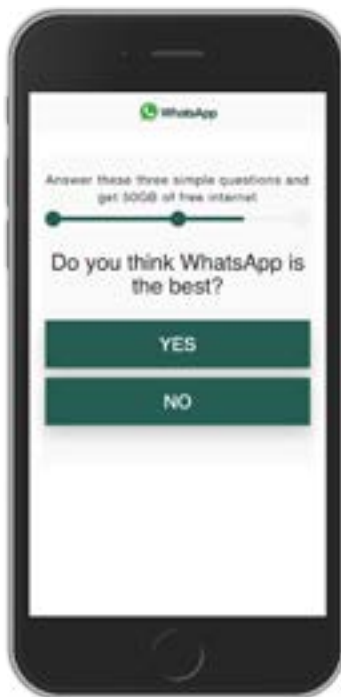 WhatsApp
Answer these three simple questions and
get 50GB of free internet
Do you think WhatsApp is
the best?
YES
NO